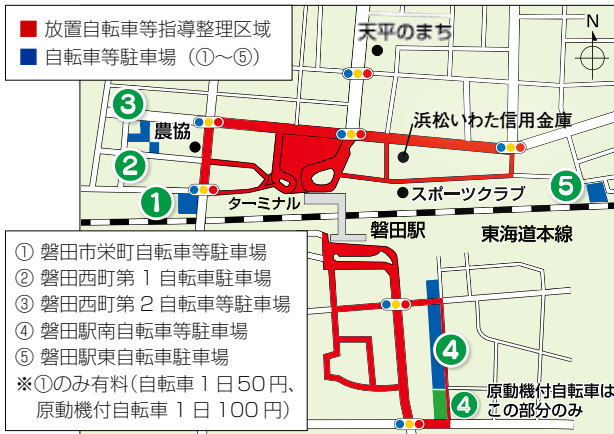 ■ 放置自転車等指導整理区域
■ 自転車等駐車場（①～⑤）
天平のまち
N
③
農協
浜松いわた信用金庫
②
①
ターミナル
スポーツクラブ
⑤
磐田駅
東海道本線
① 磐田市栄町自転車等駐車場
② 磐田西町第１自転車駐車場
③ 磐田西町第２自転車等駐車場
④ 磐田駅南自転車等駐車場
⑤ 磐田駅東自転車駐車場
※①のみ有料（自転車１日50円、
原動機付自転車１日100円）
④
④
原動機付自転車は
この部分のみ